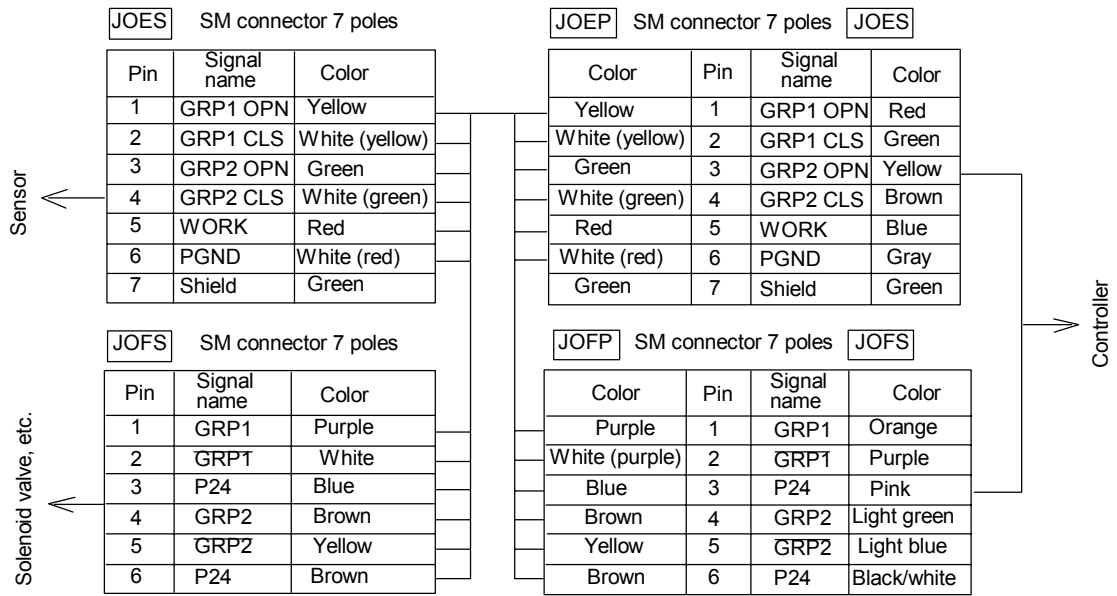 JOES SM connector 7 poles
Pin Signal name Color
1 GRP1 OPN Yellow
2 GRP1 CLS White (yellow)
3 GRP2 OPN Green
4 GRP2 CLS White (green)
5 WORK Red
6 PGND White (red)
7 Shield Green
Sensor
JOEP SM connector 7 poles JOES
Color Pin Signal name Color
Yellow 1 GRP1 OPN Red
White (yellow) 2 GRP1 CLS Green
Green 3 GRP2 OPN Yellow
White (green) 4 GRP2 CLS Brown
Red 5 WORK Blue
White (red) 6 PGND Gray
Green 7 Shield Green
Controller
JOFS SM connector 7 poles
Pin Signal name Color
1 GRP1 Purple
2 G̅R̅P̅1̅ White
3 P24 Blue
4 GRP2 Brown
5 G̅R̅P̅2̅ Yellow
6 P24 Brown
Solenoid valve, etc.
JOFP SM connector 7 poles JOFS
Color Pin Signal name Color
Purple 1 GRP1 Orange
White (purple) 2 G̅R̅P̅1̅ Purple
Blue 3 P24 Pink
Brown 4 GRP2 Light green
Yellow 5 G̅R̅P̅2̅ Light blue
Brown 6 P24 Black/white